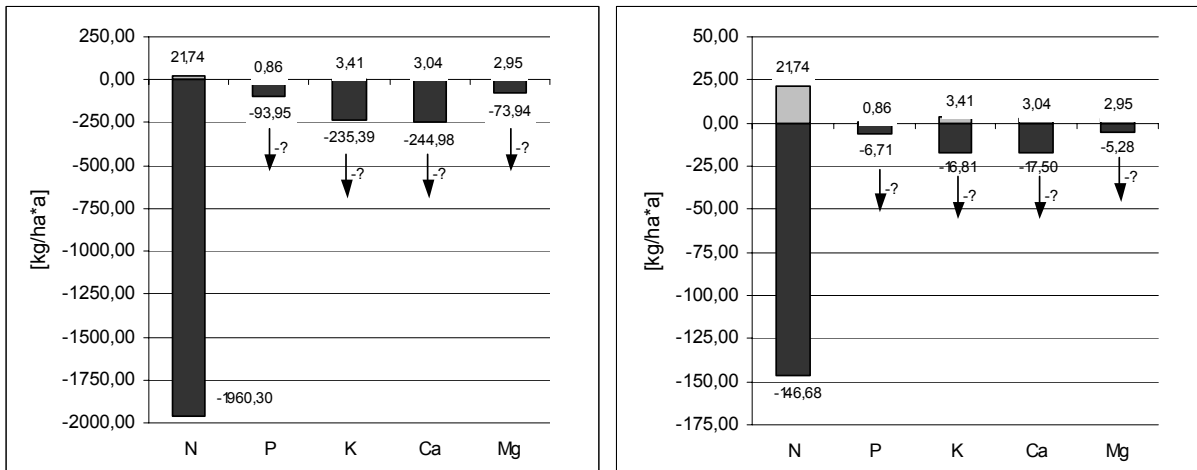 [kg/ha*a]
250,00
0,00
-250,00
-500,00
-750,00
-1000,00
-1250,00
-1500,00
-1750,00
-2000,00
21,74 0,86 3,41 3,04 2,95
-93,95 -235,39 -244,98 -73,94
-? -? -? -?
-1960,30
N P K Ca Mg
[kg/ha*a]
50,00
25,00
0,00
-25,00
-50,00
-75,00
-100,00
-125,00
-150,00
-175,00
21,74 0,86 3,41 3,04 2,95
-6,71 -16,81 -17,50 -5,28
-? -? -? -?
-146,68
N P K Ca Mg